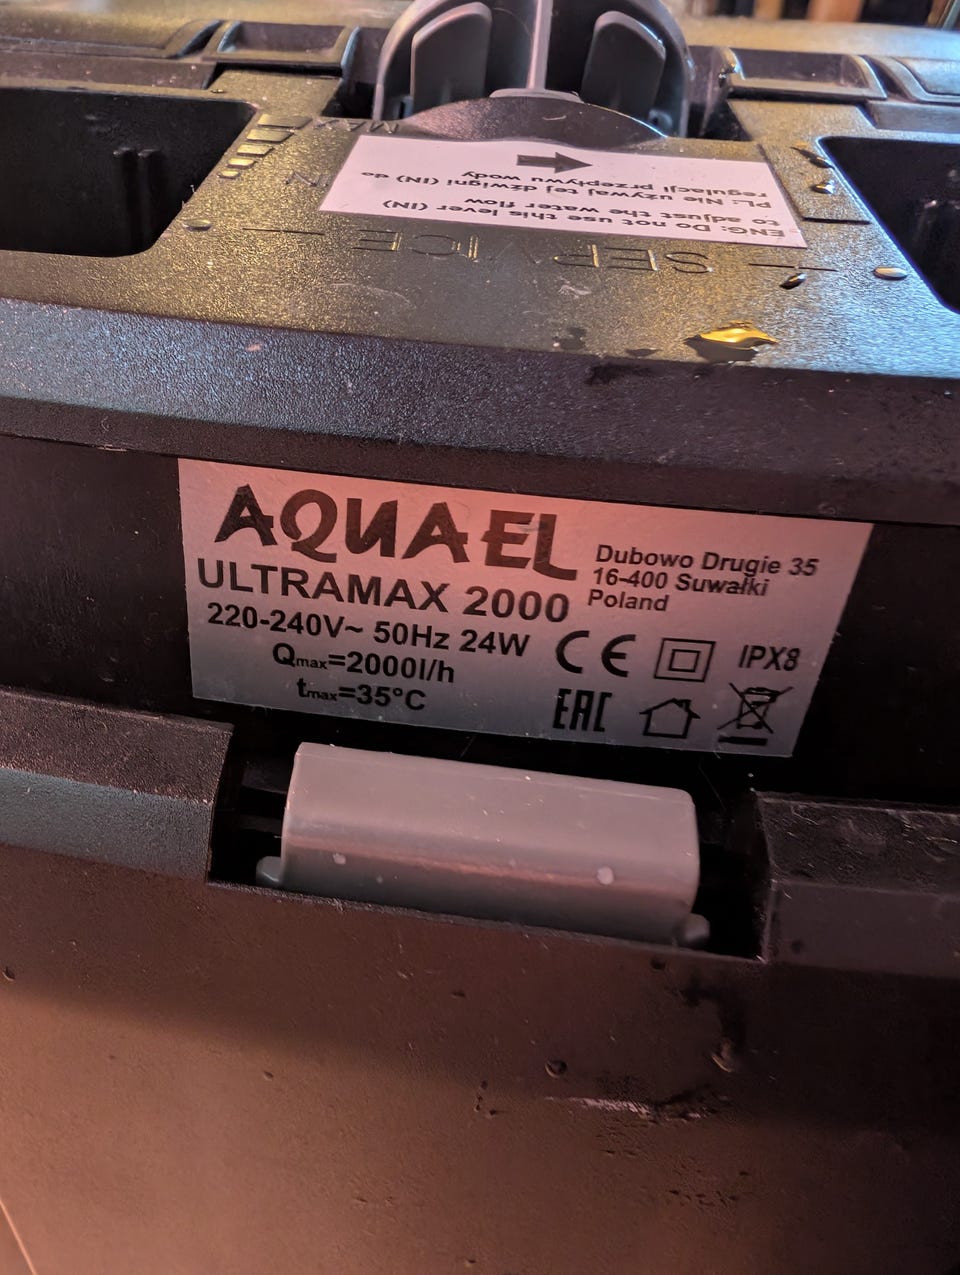 PL: Nie używaj tej dźwigni (IN) do
regulacji przepływu wody
ENG: Do not use this lever (IN)
to adjust the water flow
SERVICE
AQUAEL
ULTRAMAX 2000
220-240V~ 50Hz 24W
Qmax=2000l/h
tmax=35°C
Dubowo Drugie 35
16-400 Suwałki
Poland
CE
IPX8
EAC